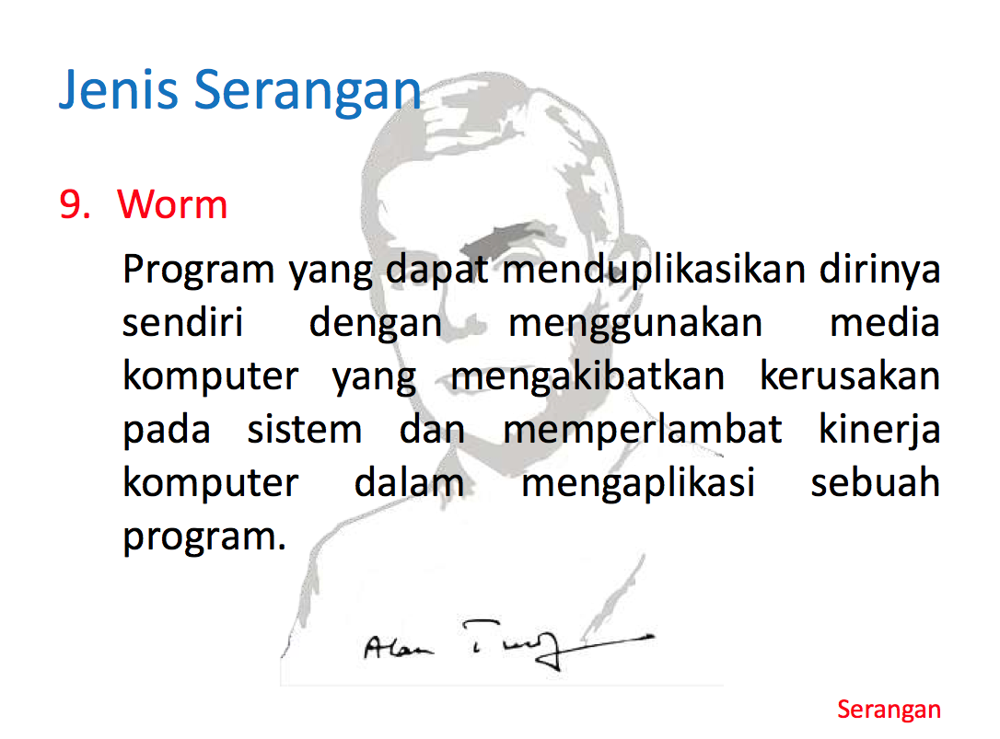 Jenis Serangan
9. Worm
Program yang dapat menduplikasikan dirinya
sendiri dengan menggunakan media
komputer yang mengakibatkan kerusakan
pada sistem dan memperlambat kinerja
komputer dalam mengaplikasi sebuah
program.
Alan Turing
Serangan